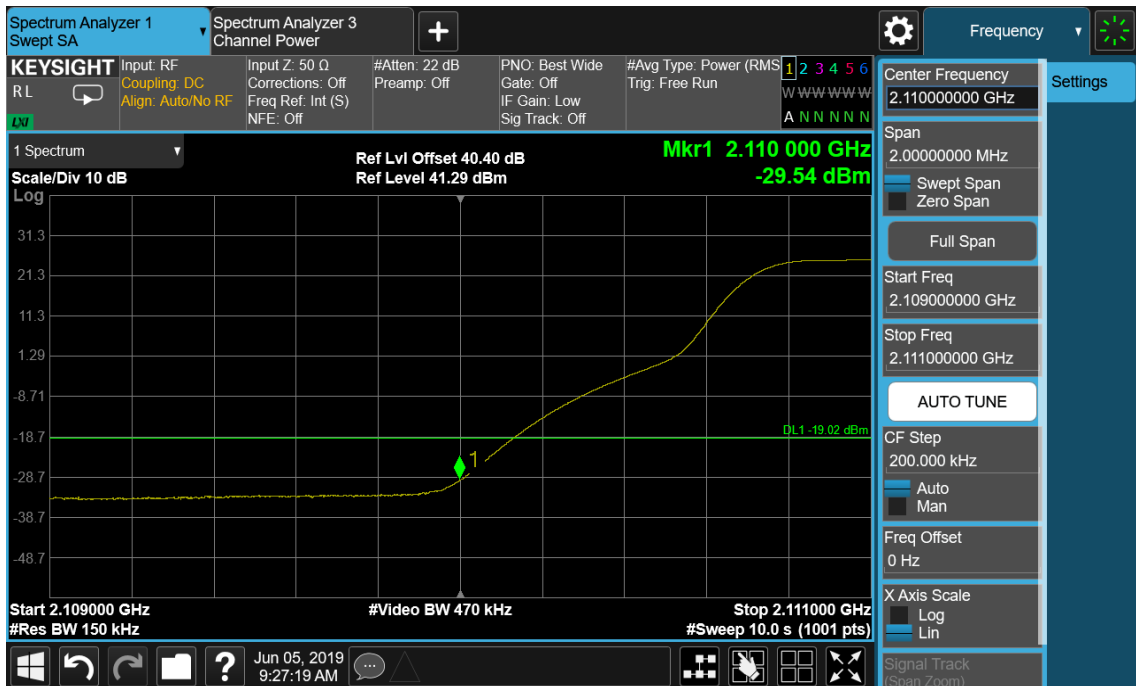 Spectrum Analyzer 1
Swept SA
Spectrum Analyzer 3
Channel Power
Frequency
KEYSIGHT
R L
LXI
Input: RF
Coupling: DC
Align: Auto/No RF
Input Z: 50 Ω
Corrections: Off
Freq Ref: Int (S)
NFE: Off
#Atten: 22 dB
Preamp: Off
PNO: Best Wide
Gate: Off
IF Gain: Low
Sig Track: Off
#Avg Type: Power (RMS
Trig: Free Run
1 2 3 4 5 6
W W W W W W
A N N N N N
1 Spectrum
Scale/Div 10 dB
Ref Lvl Offset 40.40 dB
Ref Level 41.29 dBm
Mkr1 2.110 000 GHz
-29.54 dBm
Log
31.3
21.3
11.3
1.29
-8.71
-18.7
-28.7
-38.7
-48.7
DL1 -19.02 dBm
1
Start 2.109000 GHz
#Res BW 150 kHz
#Video BW 470 kHz
Stop 2.111000 GHz
#Sweep 10.0 s (1001 pts)
Jun 05, 2019
9:27:19 AM
Center Frequency
2.110000000 GHz
Span
2.00000000 MHz
Swept Span
Zero Span
Full Span
Start Freq
2.109000000 GHz
Stop Freq
2.111000000 GHz
AUTO TUNE
CF Step
200.000 kHz
Auto
Man
Freq Offset
0 Hz
X Axis Scale
Log
Lin
Signal Track
(Span Zoom)
Settings